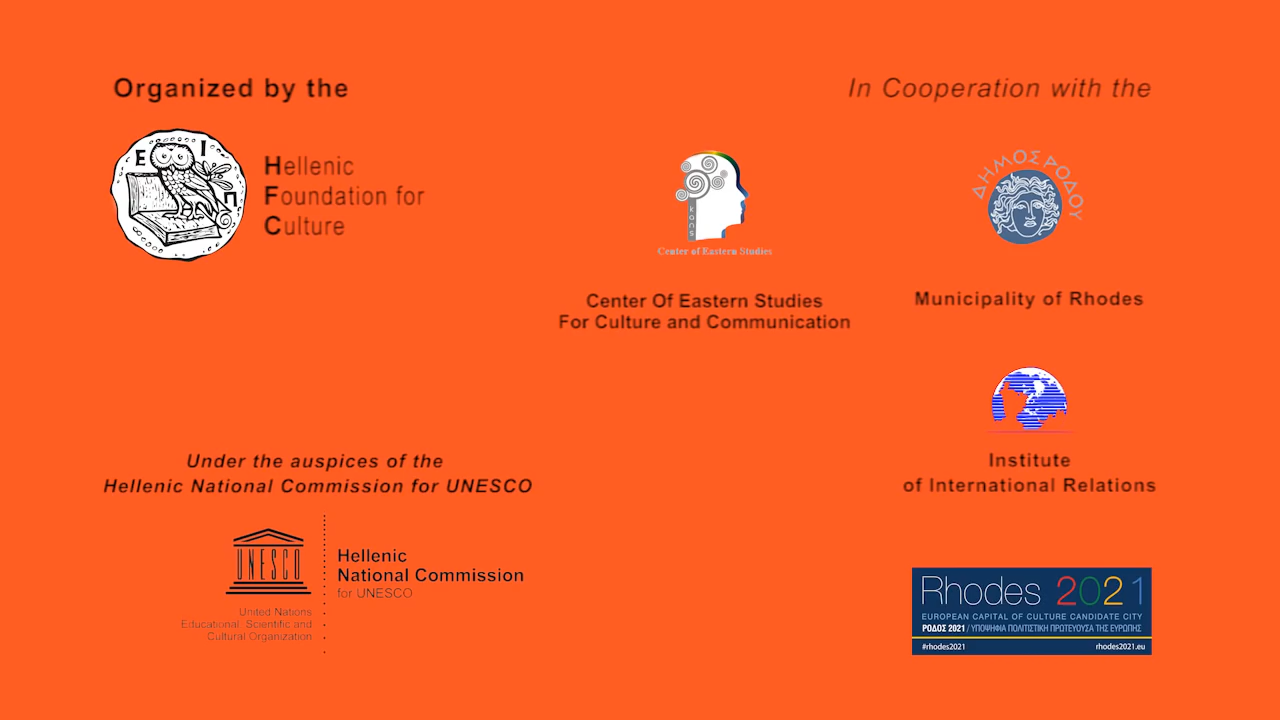 Organized by the
Ε Ι Π
Hellenic
Foundation for
Culture
In Cooperation with the
kans
Center of Eastern Studies
Center Of Eastern Studies
For Culture and Communication
ΔΗΜΟΣ ΡΟΔΟΥ
Municipality of Rhodes
Institute
of International Relations
Under the auspices of the
Hellenic National Commission for UNESCO
UNESCO
United Nations
Educational, Scientific and
Cultural Organization
Hellenic
National Commission
for UNESCO
Rhodes 2021
EUROPEAN CAPITAL OF CULTURE CANDIDATE CITY
ΡΟΔΟΣ 2021 / ΥΠΟΨΗΦΙΑ ΠΟΛΙΤΙΣΤΙΚΗ ΠΡΩΤΕΥΟΥΣΑ ΤΗΣ ΕΥΡΩΠΗΣ
#rhodes2021 rhodes2021.eu